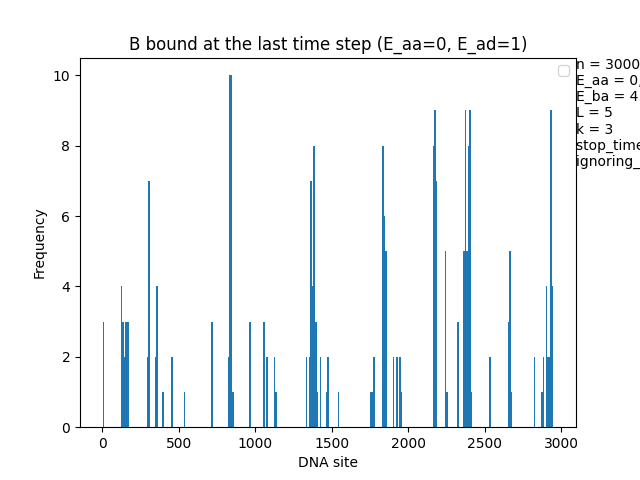 B bound at the last time step (E_aa=0, E_ad=1)
n = 3000
E_aa = 0,
E_ba = 4
L = 5
k = 3
stop_time
ignoring_
Frequency
10
8
6
4
2
0
0 500 1000 1500 2000 2500 3000
DNA site